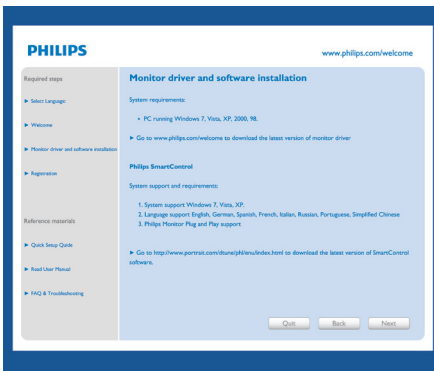 PHILIPS
www.philips.com/welcome
Required steps
Select Language
Welcome
Monitor driver and software installation
Registration
Reference materials
Quick Setup Guide
Read User Manual
FAQ & Troubleshooting
Monitor driver and software installation
System requirements:
• PC running Windows 7, Vista, XP, 2000, 98.
Go to www.philips.com/welcome to download the latest version of monitor driver
Philips SmartControl
System support and requirements:
1. System support Windows 7, Vista, XP.
2. Language support English, German, Spanish, French, Italian, Russian, Portuguese, Simplified Chinese
3. Philips Monitor Plug and Play support
Go to http://www.portrait.com/dtune/phl/enu/index.html to download the latest version of SmartControl
software.
Quit
Back
Next